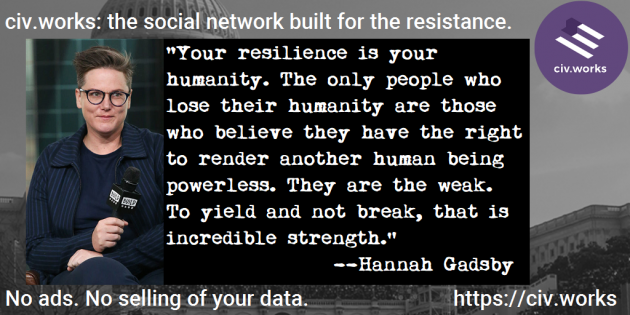 civ.works: the social network built for the resistance.
civ.works
"Your resilience is your
humanity. The only people who
lose their humanity are those
who believe they have the right
to render another human being
powerless. They are the weak.
To yield and not break, that is
incredible strength."
--Hannah Gadsby
BUILD
No ads. No selling of your data.
https://civ.works